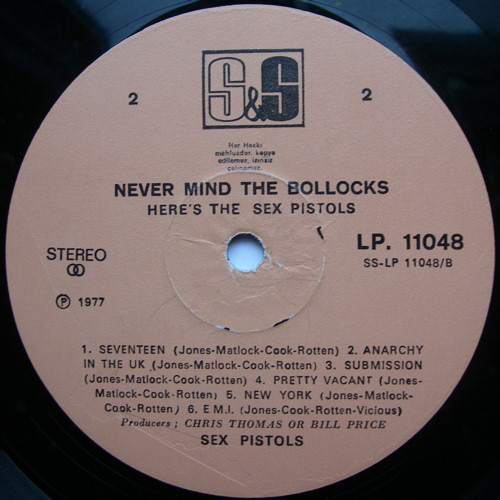 S&S
2 2
Her Hakkı
mahfuzdur. kopya
edilemez, izinsiz
çalınamaz.
NEVER MIND THE BOLLOCKS
HERE'S THE SEX PISTOLS
STEREO
LP. 11048
SS-LP 11048/B
Ⓟ 1977
1. SEVENTEEN (Jones-Matlock-Cook-Rotten) 2. ANARCHY
IN THE UK (Jones-Matlock-Cook-Rotten) 3. SUBMISSION
(Jones-Matlock-Cook-Rotten) 4. PRETTY VACANT (Jones-
Matlock-Cook-Rotten) 5. NEW YORK (Jones-Matlock-
Cook-Rotten) 6. E.M.I. (Jones-Cook-Rotten-Vicious)
Producers ; CHRIS THOMAS OR BILL PRICE
SEX PISTOLS